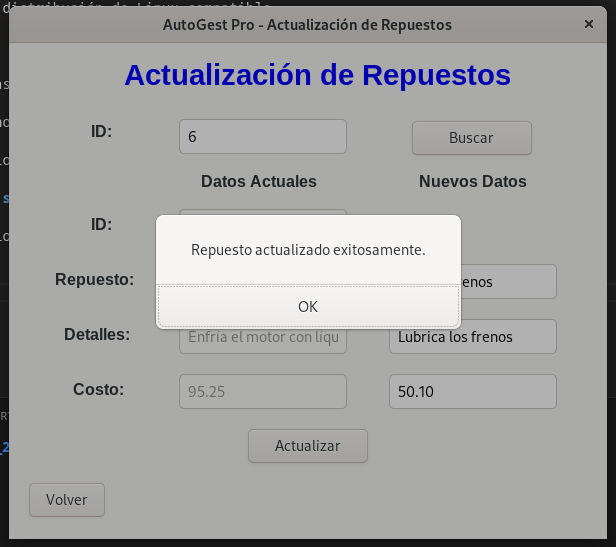 distribución de Linux compatible
AutoGest Pro - Actualización de Repuestos
×
Actualización de Repuestos
ID:
6
Buscar
Datos Actuales
Nuevos Datos
ID:
Repuesto actualizado exitosamente.
OK
Repuesto:
enos
Detalles:
Enfría el motor con líqu
Lubrica los frenos
Costo:
95.25
50.10
Actualizar
Volver